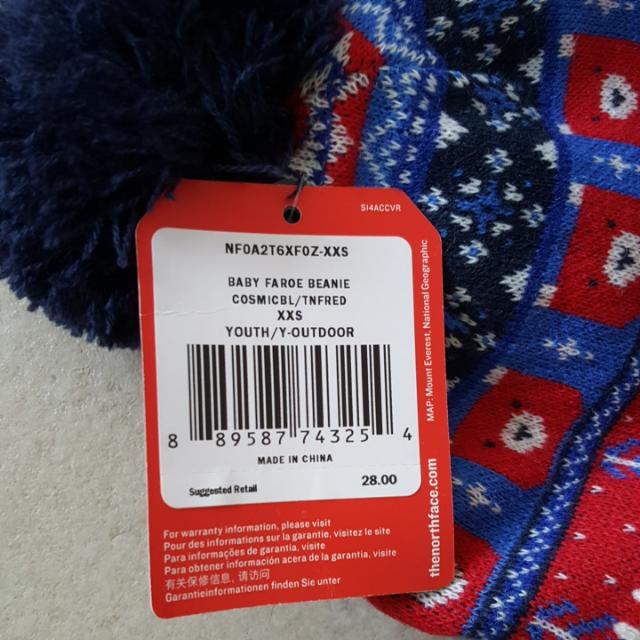 SI4ACCVR
NF0A2T6XF0Z-XXS
BABY FAROE BEANIE
COSMICBL/TNFRED
XXS
YOUTH/Y-OUTDOOR
8 89587 74325 4
MADE IN CHINA
Suggested Retail 28.00
For warranty information, please visit
Pour des informations sur la garantie, visitez le site
Para informações de garantia, visite
Para obtener información acera de la garantía, visite
有关保修信息, 请访问
Garantieinformationen finden Sie unter
thenorthface.com
MAP: Mount Everest, National Geographic